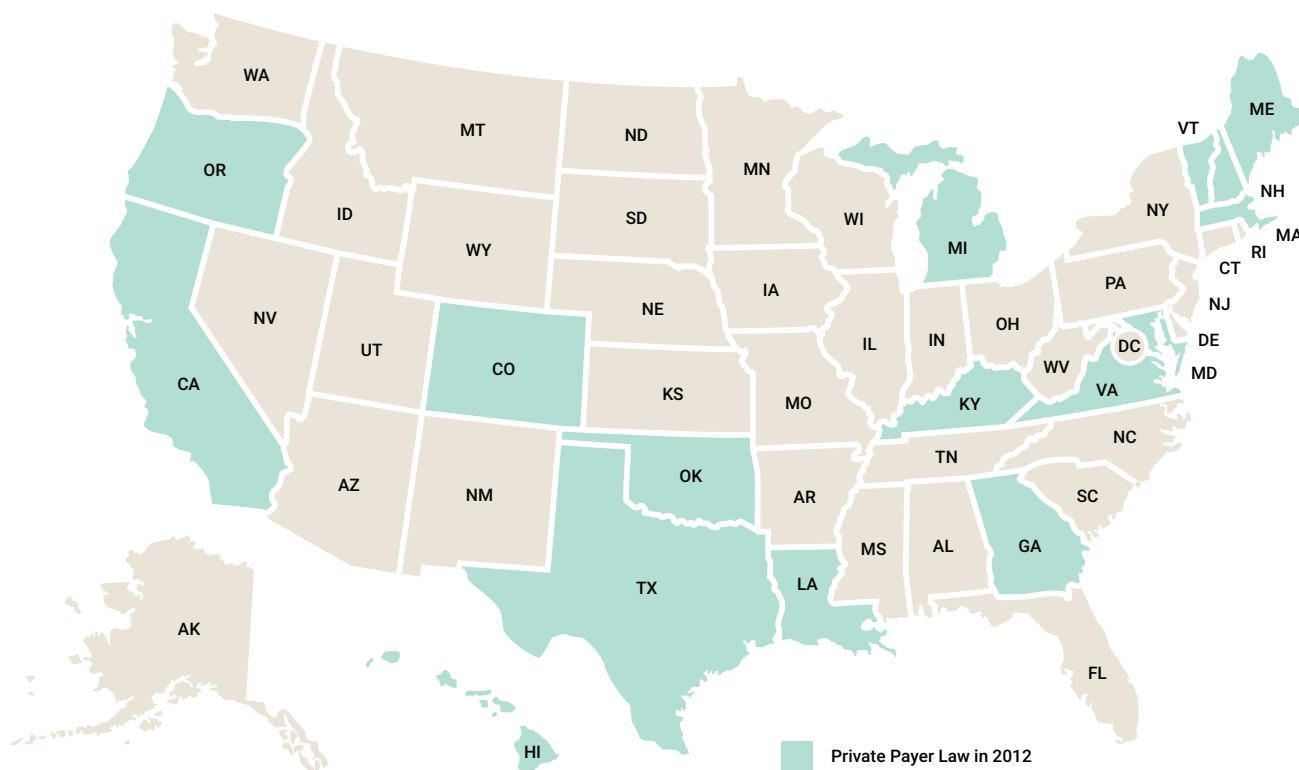 ME
WA
VT
MT
ND
MN
OR
NH
NY
ID
SD
WI
MA
WY
MI
RI
CT
PA
IA
NJ
NE
NV
OH
DE
IN
IL
DC
UT
CO
WV
MD
CA
VA
KS
MO
KY
NC
TN
OK
AZ
NM
AR
SC
GA
AL
MS
LA
TX
AK
FL
HI
Private Payer Law in 2012